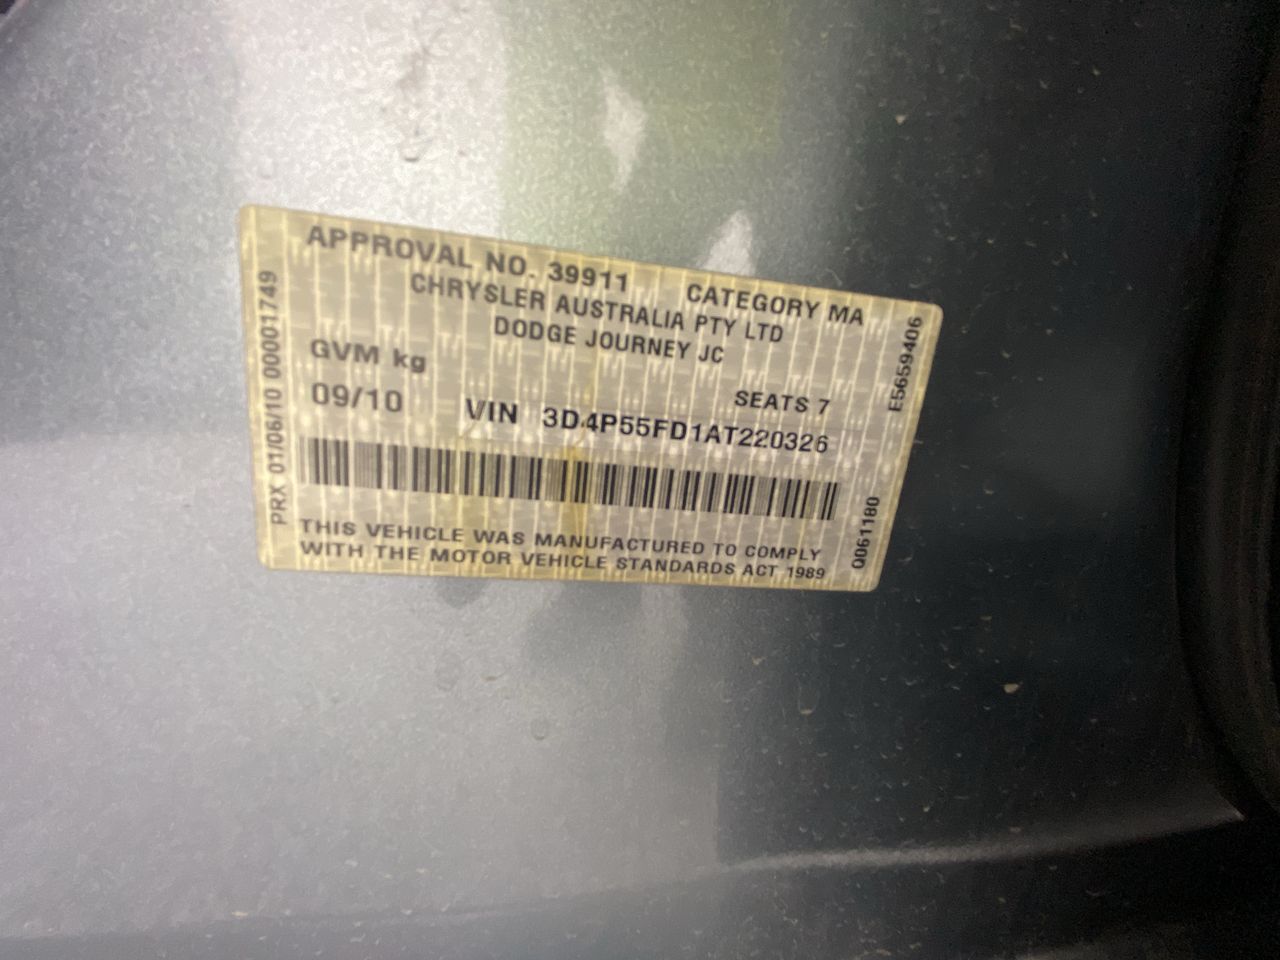 APPROVAL NO. 39911 CATEGORY MA
CHRYSLER AUSTRALIA PTY LTD
DODGE JOURNEY JC
GVM kg
SEATS 7
09/10 VIN 3D4P55FD1AT220326
THIS VEHICLE WAS MANUFACTURED TO COMPLY
WITH THE MOTOR VEHICLE STANDARDS ACT 1989
PRX 01/06/10 00001749
E5659406
Q061180